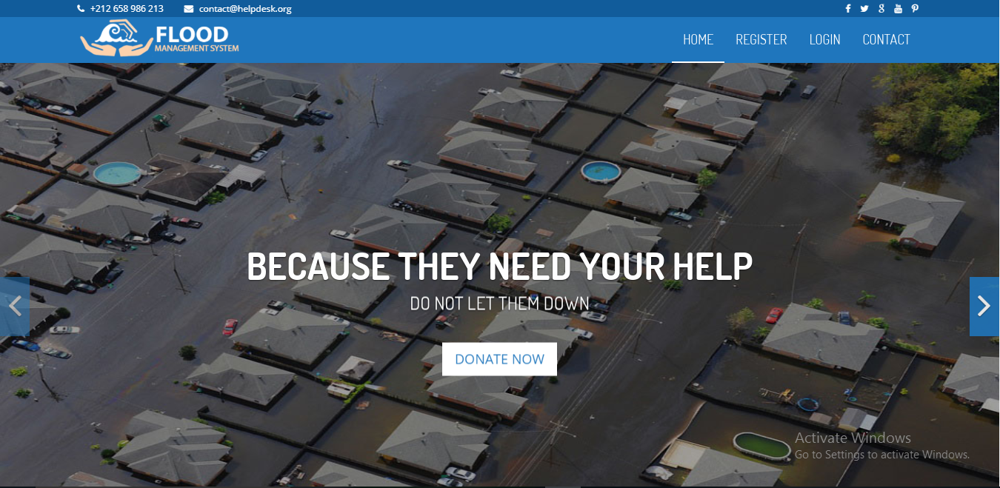 +212 658 986 213 contact@helpdesk.org
FLOOD
MANAGEMENT SYSTEM
HOME REGISTER LOGIN CONTACT
BECAUSE THEY NEED YOUR HELP
DO NOT LET THEM DOWN
DONATE NOW
Activate Windows
Go to Settings to activate Windows.